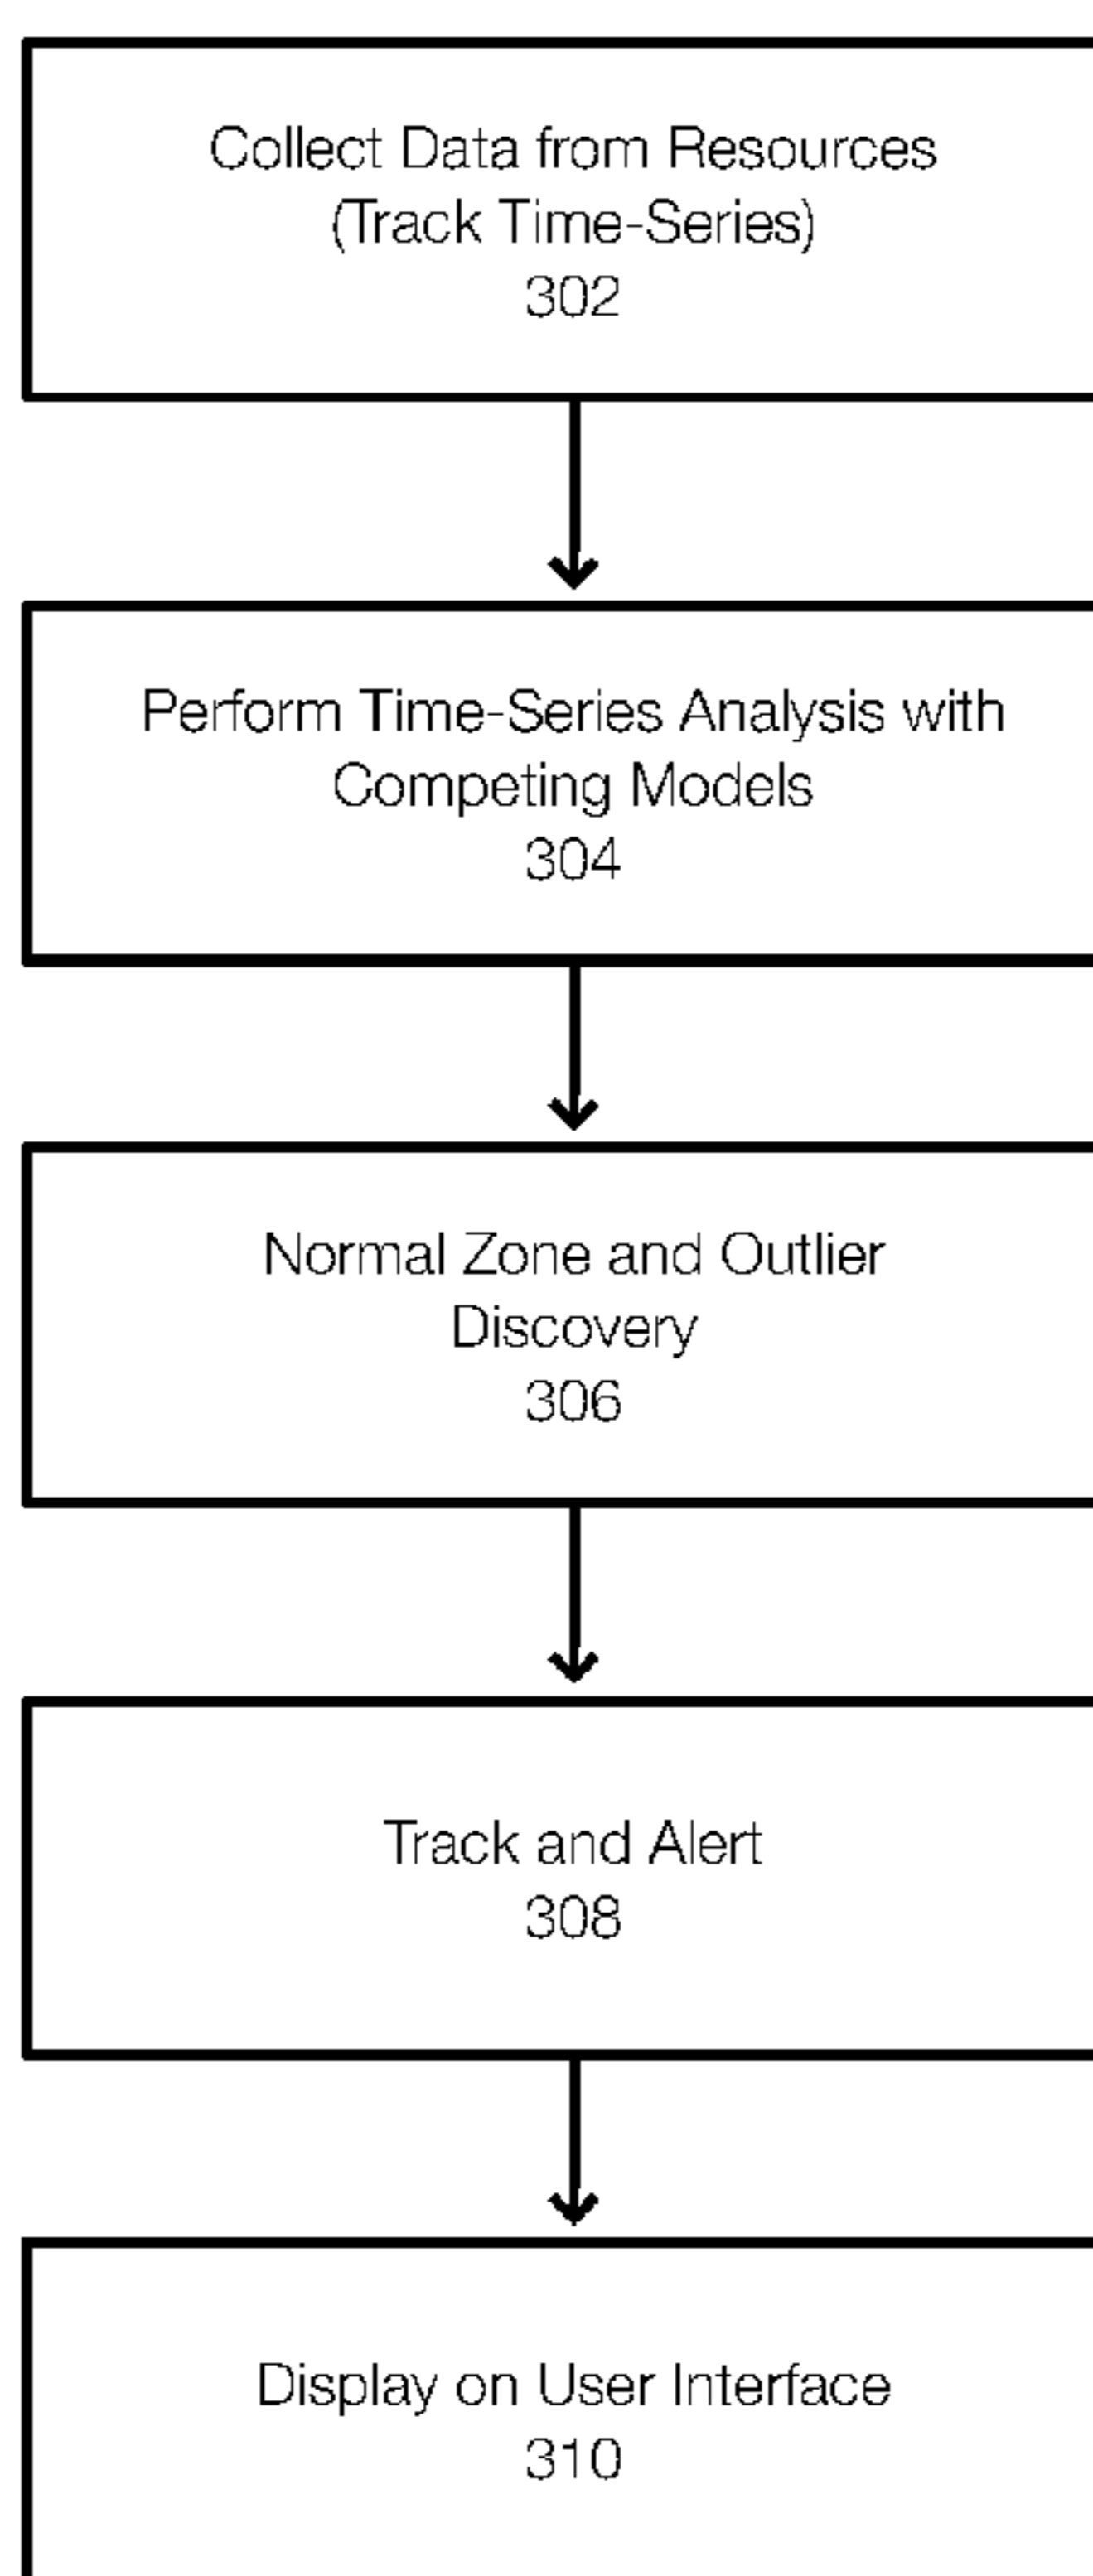 Collect Data from Resources
(Track Time-Series)
302
Perform Time-Series Analysis with
Competing Models
304
Normal Zone and Outlier
Discovery
306
Track and Alert
308
Display on User Interface
310